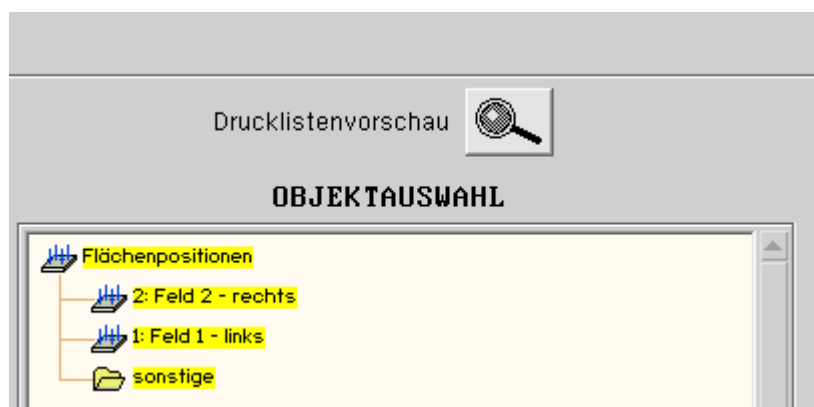 Drucklistenvorschau
OBJEKTAUSWAHL
Flächenpositionen
2: Feld 2 - rechts
1: Feld 1 - links
sonstige